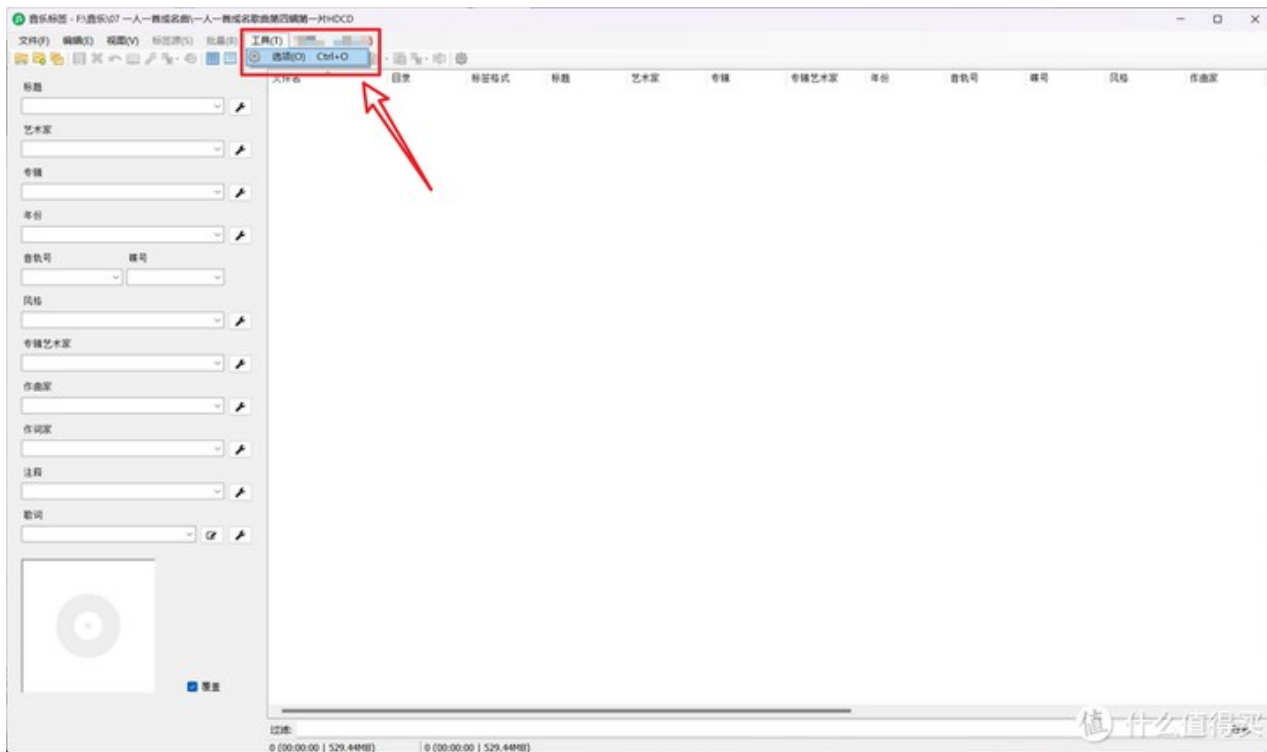 音乐标签 - F:\音乐\07 一人一首成名曲\一人一首成名歌曲第四辑第一片HDCD
文件(F) 编辑(E) 视图(V) 标签源(S) 批量(B) 工具(T)
选项(O) Ctrl+O
文件名 目录 标签格式 标题 艺术家 专辑 专辑艺术家 年份 音轨号 碟号 风格 作曲家
标题
艺术家
专辑
年份
音轨号 碟号
风格
专辑艺术家
作曲家
作词家
注释
歌词
覆盖
过滤:
0 (00:00:00 | 529.44MB) 0 (00:00:00 | 529.44MB)
值 什么值得买